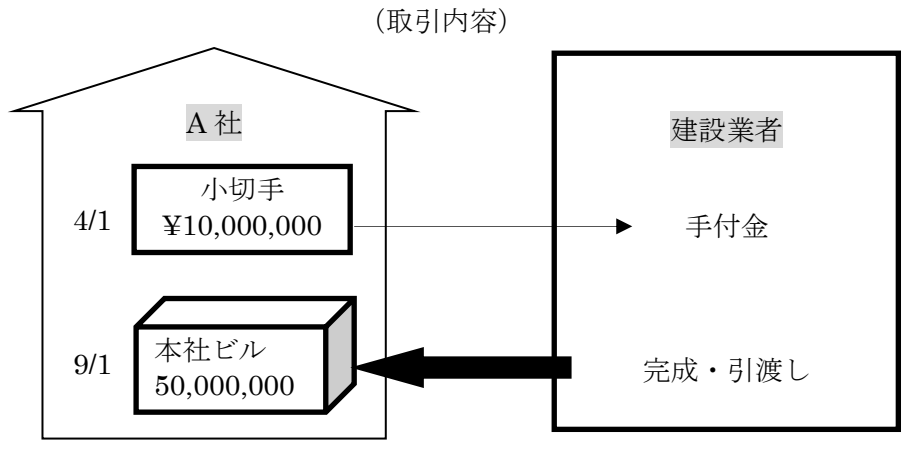 （取引内容）
A 社
建設業者
小切手
4/1
¥10,000,000
手付金
本社ビル
9/1
50,000,000
完成・引渡し